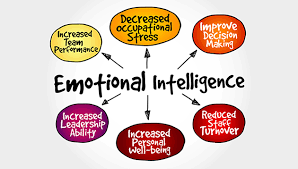 Decreased
Occupational
Stress
Increased
Team
Performance
Improve
Decision
Making
Emotional Intelligence
Increased
Leadership
Ability
Increased
Personal
Well-being
Reduced
Staff
Turnover